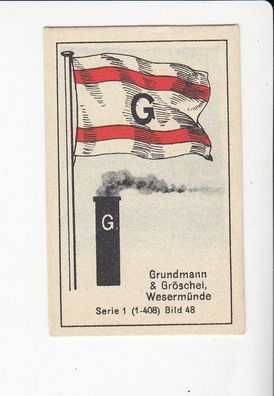 G
G
Grundmann
& Gröschel,
Wesermünde
Serie 1 (1-408) Bild 48